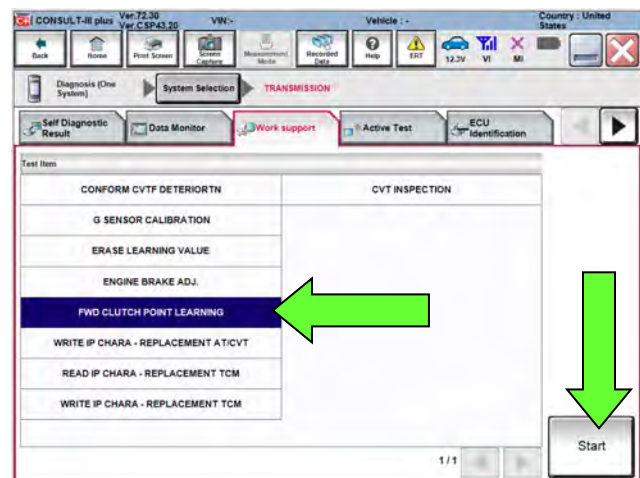 CONSULT-III plus Ver.72.30 VIN:- Vehicle : - Country : United
Ver.CSP43.20 States
Back Home Print Screen Screen Capture Measurement Mode Recorded Data Help ERT 12.3V VI MI
Diagnosis (One System) System Selection TRANSMISSION
Self Diagnostic Result Data Monitor Work support Active Test ECU Identification
Test Item
CONFORM CVTF DETERIORTN CVT INSPECTION
G SENSOR CALIBRATION
ERASE LEARNING VALUE
ENGINE BRAKE ADJ.
FWD CLUTCH POINT LEARNING
WRITE IP CHARA - REPLACEMENT AT/CVT
READ IP CHARA - REPLACEMENT TCM
WRITE IP CHARA - REPLACEMENT TCM
Start
1/1